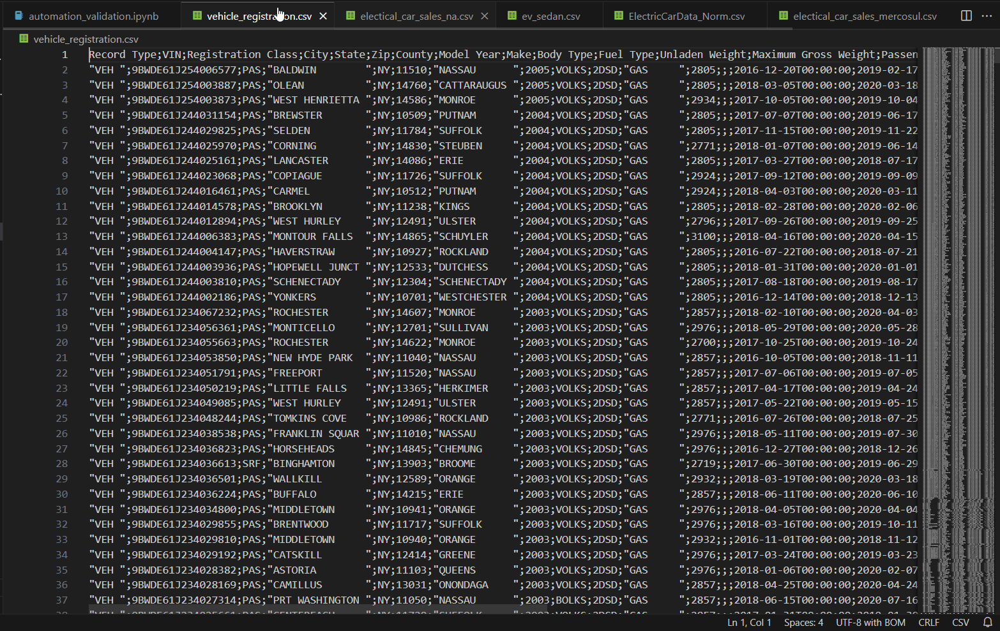 automation_validation.ipynb vehicle_registration.csv electical_car_sales_na.csv ev_sedan.csv ElectricCarData_Norm.csv electical_car_sales_mercosul.csv
vehicle_registration.csv
1 Record Type;VIN;Registration Class;City;State;Zip;County;Model Year;Make;Body Type;Fuel Type;Unladen Weight;Maximum Gross Weight;Passen
2 "VEH ";9BWDE61J254006577;PAS;"BALDWIN        ";NY;11510;"NASSAU      ";2005;VOLKS;2DSD;"GAS     ";2805;;;2016-12-20T00:00:00;2019-02-17
3 "VEH ";9BWDE61J254003887;PAS;"OLEAN          ";NY;14760;"CATTARAUGUS ";2005;VOLKS;2DSD;"GAS     ";2805;;;2018-03-05T00:00:00;2020-03-18
4 "VEH ";9BWDE61J254003873;PAS;"WEST HENRIETTA ";NY;14586;"MONROE      ";2005;VOLKS;2DSD;"GAS     ";2934;;;2017-10-05T00:00:00;2019-10-04
5 "VEH ";9BWDE61J244031154;PAS;"BREWSTER       ";NY;10509;"PUTNAM      ";2004;VOLKS;2DSD;"GAS     ";2805;;;2017-07-07T00:00:00;2019-06-17
6 "VEH ";9BWDE61J244029825;PAS;"SELDEN         ";NY;11784;"SUFFOLK     ";2004;VOLKS;2DSD;"GAS     ";2805;;;2017-11-15T00:00:00;2019-11-22
7 "VEH ";9BWDE61J244025970;PAS;"CORNING        ";NY;14830;"STEUBEN     ";2004;VOLKS;2DSD;"GAS     ";2771;;;2018-01-07T00:00:00;2019-06-14
8 "VEH ";9BWDE61J244025161;PAS;"LANCASTER      ";NY;14086;"ERIE        ";2004;VOLKS;2DSD;"GAS     ";2805;;;2017-03-27T00:00:00;2018-07-17
9 "VEH ";9BWDE61J244023068;PAS;"COPIAGUE       ";NY;11726;"SUFFOLK     ";2004;VOLKS;2DSD;"GAS     ";2924;;;2017-09-12T00:00:00;2019-09-09
10 "VEH ";9BWDE61J244016461;PAS;"CARMEL         ";NY;10512;"PUTNAM      ";2004;VOLKS;2DSD;"GAS     ";2924;;;2018-04-03T00:00:00;2020-03-11
11 "VEH ";9BWDE61J244014578;PAS;"BROOKLYN       ";NY;11238;"KINGS       ";2004;VOLKS;2DSD;"GAS     ";2805;;;2018-02-28T00:00:00;2020-02-06
12 "VEH ";9BWDE61J244012894;PAS;"WEST HURLEY    ";NY;12491;"ULSTER      ";2004;VOLKS;2DSD;"GAS     ";2796;;;2017-09-26T00:00:00;2019-09-25
13 "VEH ";9BWDE61J244006383;PAS;"MONTOUR FALLS  ";NY;14865;"SCHUYLER    ";2004;VOLKS;2DSD;"GAS     ";3100;;;2018-04-16T00:00:00;2020-04-15
14 "VEH ";9BWDE61J244004147;PAS;"HAVERSTRAW     ";NY;10927;"ROCKLAND    ";2004;VOLKS;2DSD;"GAS     ";2805;;;2016-07-22T00:00:00;2018-07-21
15 "VEH ";9BWDE61J244003936;PAS;"HOPEWELL JUNCT ";NY;12533;"DUTCHESS    ";2004;VOLKS;2DSD;"GAS     ";2805;;;2018-01-31T00:00:00;2020-01-01
16 "VEH ";9BWDE61J244003810;PAS;"SCHENECTADY    ";NY;12304;"SCHENECTADY ";2004;VOLKS;2DSD;"GAS     ";2805;;;2017-08-18T00:00:00;2019-08-17
17 "VEH ";9BWDE61J244002186;PAS;"YONKERS        ";NY;10701;"WESTCHESTER ";2004;VOLKS;2DSD;"GAS     ";2805;;;2016-12-14T00:00:00;2018-12-13
18 "VEH ";9BWDE61J234067232;PAS;"ROCHESTER      ";NY;14607;"MONROE      ";2003;VOLKS;2DSD;"GAS     ";2857;;;2018-02-10T00:00:00;2020-04-03
19 "VEH ";9BWDE61J234056361;PAS;"MONTICELLO     ";NY;12701;"SULLIVAN    ";2003;VOLKS;2DSD;"GAS     ";2976;;;2018-05-29T00:00:00;2020-05-28
20 "VEH ";9BWDE61J234055663;PAS;"ROCHESTER      ";NY;14622;"MONROE      ";2003;VOLKS;2DSD;"GAS     ";2700;;;2017-10-25T00:00:00;2019-10-24
21 "VEH ";9BWDE61J234053850;PAS;"NEW HYDE PARK  ";NY;11040;"NASSAU      ";2003;VOLKS;2DSD;"GAS     ";2857;;;2016-10-05T00:00:00;2018-11-11
22 "VEH ";9BWDE61J234051791;PAS;"FREEPORT       ";NY;11520;"NASSAU      ";2003;VOLKS;2DSD;"GAS     ";2857;;;2017-07-06T00:00:00;2019-07-05
23 "VEH ";9BWDE61J234050219;PAS;"LITTLE FALLS   ";NY;13365;"HERKIMER    ";2003;VOLKS;2DSD;"GAS     ";2857;;;2017-04-17T00:00:00;2019-04-24
24 "VEH ";9BWDE61J234049085;PAS;"WEST HURLEY    ";NY;12491;"ULSTER      ";2003;VOLKS;2DSD;"GAS     ";2857;;;2017-05-22T00:00:00;2019-05-15
25 "VEH ";9BWDE61J234048244;PAS;"TOMKINS COVE   ";NY;10986;"ROCKLAND    ";2003;VOLKS;2DSD;"GAS     ";2771;;;2016-07-26T00:00:00;2018-07-25
26 "VEH ";9BWDE61J234038538;PAS;"FRANKLIN SQUAR ";NY;11010;"NASSAU      ";2003;VOLKS;2DSD;"GAS     ";2976;;;2018-05-11T00:00:00;2019-07-30
27 "VEH ";9BWDE61J234036823;PAS;"HORSEHEADS     ";NY;14845;"CHEMUNG     ";2003;VOLKS;2DSD;"GAS     ";2976;;;2016-12-27T00:00:00;2018-12-26
28 "VEH ";9BWDE61J234036613;SRF;"BINGHAMTON     ";NY;13903;"BROOME      ";2003;VOLKS;2DSD;"GAS     ";2719;;;2017-06-30T00:00:00;2019-06-29
29 "VEH ";9BWDE61J234036501;PAS;"WALLKILL       ";NY;12589;"ORANGE      ";2003;VOLKS;2DSD;"GAS     ";2932;;;2018-03-19T00:00:00;2020-03-18
30 "VEH ";9BWDE61J234036224;PAS;"BUFFALO        ";NY;14215;"ERIE        ";2003;VOLKS;2DSD;"GAS     ";2857;;;2018-06-11T00:00:00;2020-06-10
31 "VEH ";9BWDE61J234034800;PAS;"MIDDLETOWN     ";NY;10941;"ORANGE      ";2003;VOLKS;2DSD;"GAS     ";2976;;;2018-04-05T00:00:00;2020-04-04
32 "VEH ";9BWDE61J234029855;PAS;"BRENTWOOD      ";NY;11717;"SUFFOLK     ";2003;VOLKS;2DSD;"GAS     ";2976;;;2018-03-16T00:00:00;2019-10-11
33 "VEH ";9BWDE61J234029810;PAS;"MIDDLETOWN     ";NY;10940;"ORANGE      ";2003;VOLKS;2DSD;"GAS     ";2932;;;2016-11-01T00:00:00;2018-11-12
34 "VEH ";9BWDE61J234029192;PAS;"CATSKILL       ";NY;12414;"GREENE      ";2003;VOLKS;2DSD;"GAS     ";2976;;;2017-03-24T00:00:00;2019-03-23
35 "VEH ";9BWDE61J234028382;PAS;"ASTORIA        ";NY;11103;"QUEENS      ";2003;VOLKS;2DSD;"GAS     ";2976;;;2018-01-06T00:00:00;2020-02-07
36 "VEH ";9BWDE61J234028169;PAS;"CAMILLUS       ";NY;13031;"ONONDAGA    ";2003;VOLKS;2DSD;"GAS     ";2857;;;2018-04-25T00:00:00;2020-04-24
37 "VEH ";9BWDE61J234027314;PAS;"PRT WASHINGTON ";NY;11050;"NASSAU      ";2003;BOLKS;2DSD;"GAS     ";2857;;;2018-06-15T00:00:00;2020-07-16
Ln 1, Col 1 Spaces: 4 UTF-8 with BOM CRLF CSV